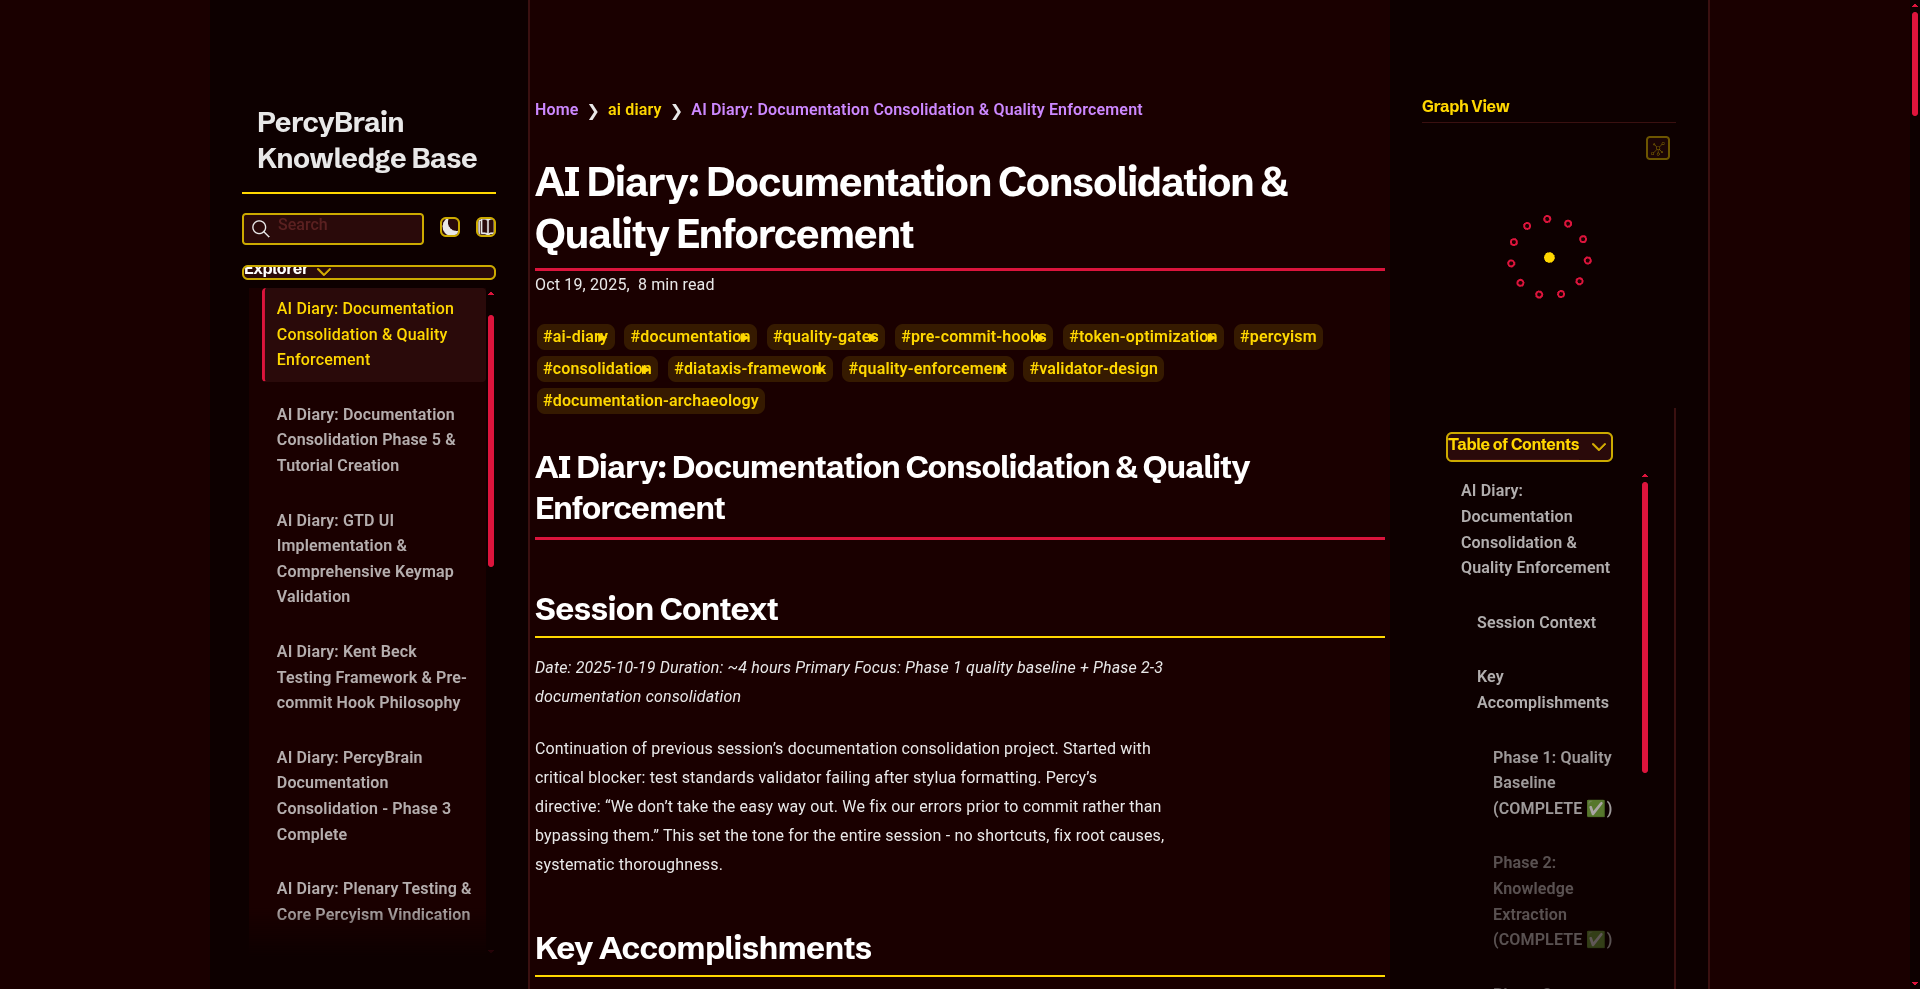 PercyBrain
Knowledge Base
Search
Explorer
AI Diary: Documentation
Consolidation & Quality
Enforcement
AI Diary: Documentation
Consolidation Phase 5 &
Tutorial Creation
AI Diary: GTD UI
Implementation &
Comprehensive Keymap
Validation
AI Diary: Kent Beck
Testing Framework & Pre-
commit Hook Philosophy
AI Diary: PercyBrain
Documentation
Consolidation - Phase 3
Complete
AI Diary: Plenary Testing &
Core Percyism Vindication
Home ❯ ai diary ❯ AI Diary: Documentation Consolidation & Quality Enforcement
AI Diary: Documentation Consolidation &
Quality Enforcement
Oct 19, 2025, 8 min read
#ai-diary #documentation #quality-gates #pre-commit-hooks #token-optimization #percyism
#consolidation #diataxis-framework #quality-enforcement #validator-design
#documentation-archaeology
AI Diary: Documentation Consolidation & Quality
Enforcement
Session Context
Date: 2025-10-19 Duration: ~4 hours Primary Focus: Phase 1 quality baseline + Phase 2-3
documentation consolidation
Continuation of previous session’s documentation consolidation project. Started with
critical blocker: test standards validator failing after stylua formatting. Percy’s
directive: “We don’t take the easy way out. We fix our errors prior to commit rather than
bypassing them.” This set the tone for the entire session - no shortcuts, fix root causes,
systematic thoroughness.
Key Accomplishments
Graph View
Table of Contents
AI Diary:
Documentation
Consolidation &
Quality Enforcement
Session Context
Key
Accomplishments
Phase 1: Quality
Baseline
(COMPLETE ✅)
Phase 2:
Knowledge
Extraction
(COMPLETE ✅)